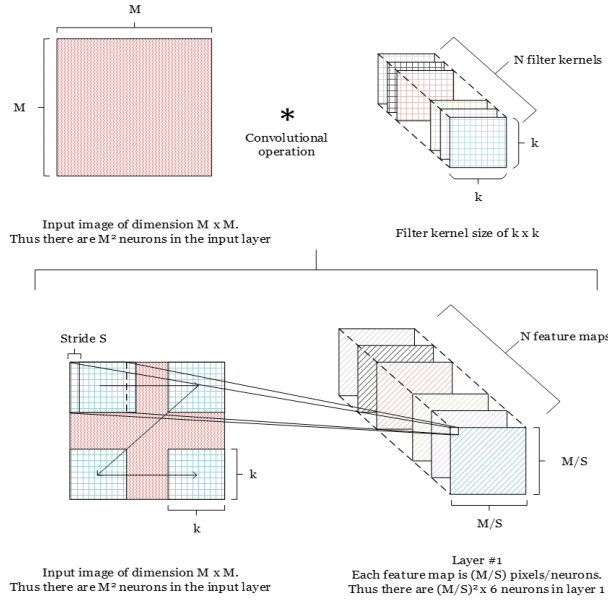 M
M
*
Convolutional
operation
N filter kernels
k
k
Input image of dimension M x M.
Thus there are M² neurons in the input layer
Filter kernel size of k x k
Stride S
N feature maps
k
k
M/S
M/S
Input image of dimension M x M.
Thus there are M² neurons in the input layer
Layer #1
Each feature map is (M/S) pixels/neurons.
Thus there are (M/S)² x 6 neurons in layer 1